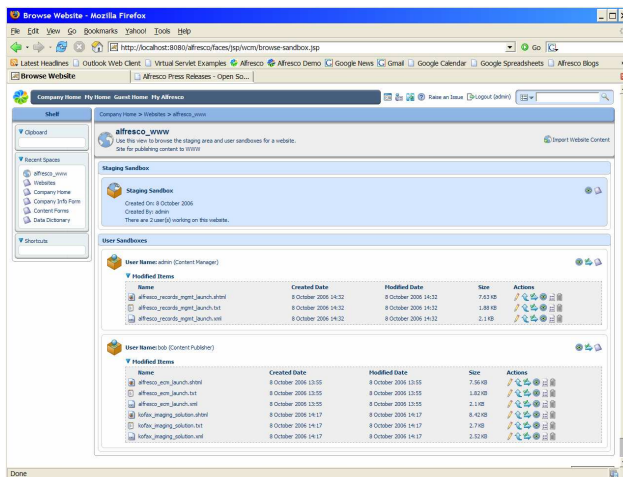 Browse Website - Mozilla Firefox
File Edit View Go Bookmarks Yahoo! Tools Help
http://localhost:8080/alfresco/faces/jsp/wcm/browse-sandbox.jsp Go
Latest Headlines Outlook Web Client Virtual Servlet Examples Alfresco Alfresco Demo Google News Gmail Google Calendar Google Spreadsheets Alfresco Blogs
Browse Website Alfresco Press Releases - Open So...
Company Home My Home Guest Home My Alfresco Raise an Issue Logout (admin)
Shelf Company Home > Websites > alfresco_www
Clipboard
alfresco_www
Use this view to browse the staging area and user sandboxes for a website.
Site for publishing content to WWW
Import Website Content
Recent Spaces
alfresco_www
Websites
Company Home
Company Info Form
Content Forms
Data Dictionary
Shortcuts
Staging Sandbox
Staging Sandbox
Created On: 8 October 2006
Created By: admin
There are 2 user(s) working on this website.
User Sandboxes
User Name: admin (Content Manager)
Modified Items
Name Created Date Modified Date Size Actions
alfresco_records_mgmt_launch.shtml 8 October 2006 14:32 8 October 2006 14:32 7.63 KB
alfresco_records_mgmt_launch.txt 8 October 2006 14:32 8 October 2006 14:32 1.88 KB
alfresco_records_mgmt_launch.xml 8 October 2006 14:32 8 October 2006 14:32 2.1 KB
User Name: bob (Content Publisher)
Modified Items
Name Created Date Modified Date Size Actions
alfresco_ecm_launch.shtml 8 October 2006 13:55 8 October 2006 13:55 7.56 KB
alfresco_ecm_launch.txt 8 October 2006 13:55 8 October 2006 13:55 1.82 KB
alfresco_ecm_launch.xml 8 October 2006 13:55 8 October 2006 13:55 2.1 KB
kofax_imaging_solution.shtml 8 October 2006 14:17 8 October 2006 14:17 8.42 KB
kofax_imaging_solution.txt 8 October 2006 14:17 8 October 2006 14:17 2.7 KB
kofax_imaging_solution.xml 8 October 2006 14:17 8 October 2006 14:17 2.52 KB
Done